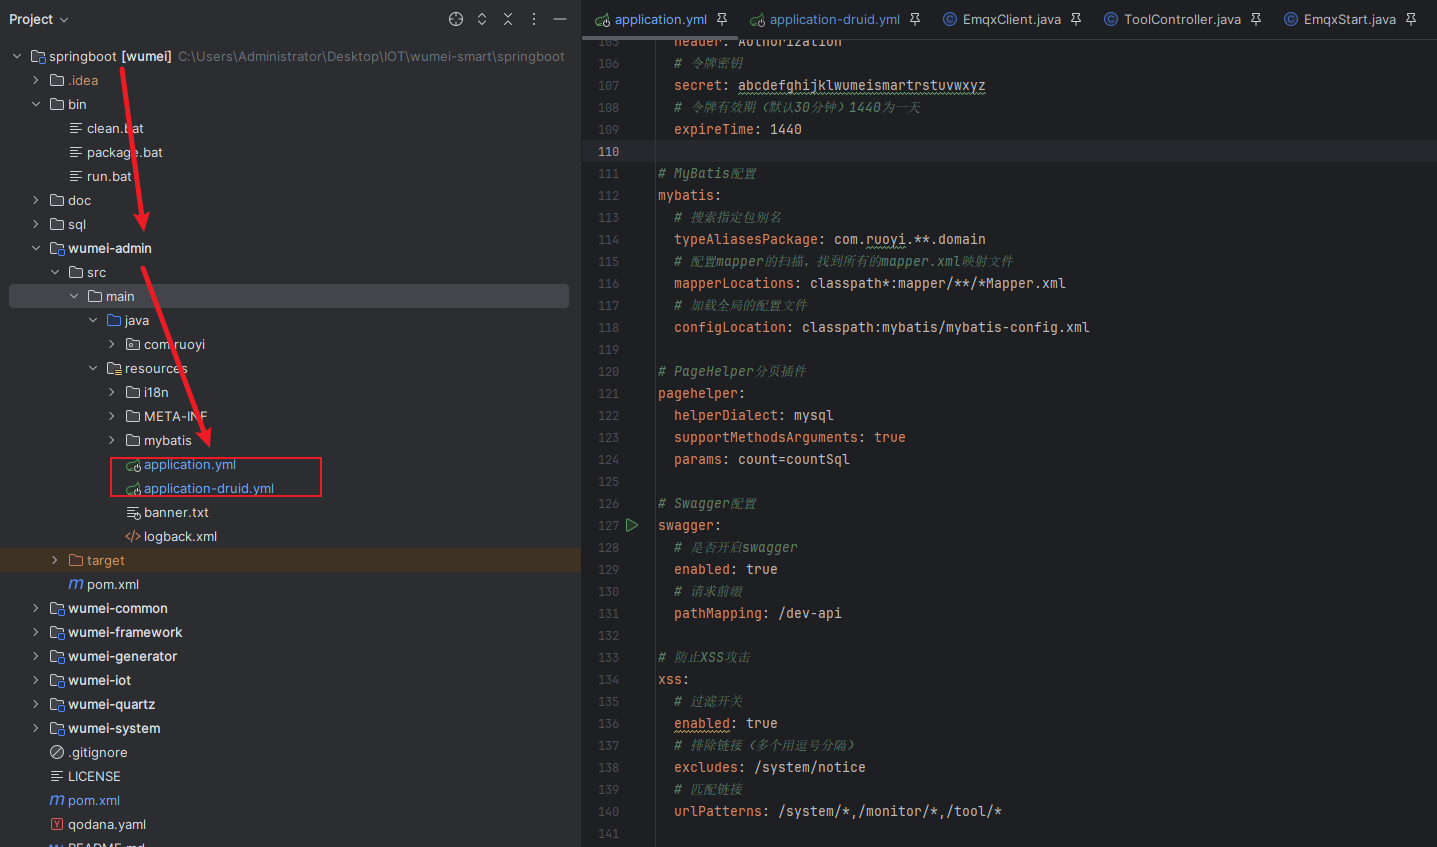 Project
springboot [wumei] C:\Users\Administrator\Desktop\IOT\wumei-smart\springboot
.idea
bin
clean.bat
package.bat
run.bat
doc
sql
wumei-admin
src
main
java
com.ruoyi
resources
i18n
META-INF
mybatis
application.yml
application-druid.yml
banner.txt
logback.xml
target
pom.xml
wumei-common
wumei-framework
wumei-generator
wumei-iot
wumei-quartz
wumei-system
.gitignore
LICENSE
pom.xml
qodana.yaml
README.md
application.yml application-druid.yml EmqxClient.java ToolController.java EmqxStart.java
105 header: Authorization
106 # 令牌密钥
107 secret: abcdefghijklwumeismartrstuvwxyz
108 # 令牌有效期（默认30分钟）1440为一天
109 expireTime: 1440
110
111 # MyBatis配置
112 mybatis:
113 # 搜索指定包别名
114 typeAliasesPackage: com.ruoyi.**.domain
115 # 配置mapper的扫描，找到所有的mapper.xml映射文件
116 mapperLocations: classpath*:mapper/**/*Mapper.xml
117 # 加载全局的配置文件
118 configLocation: classpath:mybatis/mybatis-config.xml
119
120 # PageHelper分页插件
121 pagehelper:
122 helperDialect: mysql
123 supportMethodsArguments: true
124 params: count=countSql
125
126 # Swagger配置
127 swagger:
128 # 是否开启swagger
129 enabled: true
130 # 请求前缀
131 pathMapping: /dev-api
132
133 # 防止XSS攻击
134 xss:
135 # 过滤开关
136 enabled: true
137 # 排除链接（多个用逗号分隔）
138 excludes: /system/notice
139 # 匹配链接
140 urlPatterns: /system/*,/monitor/*,/tool/*
141